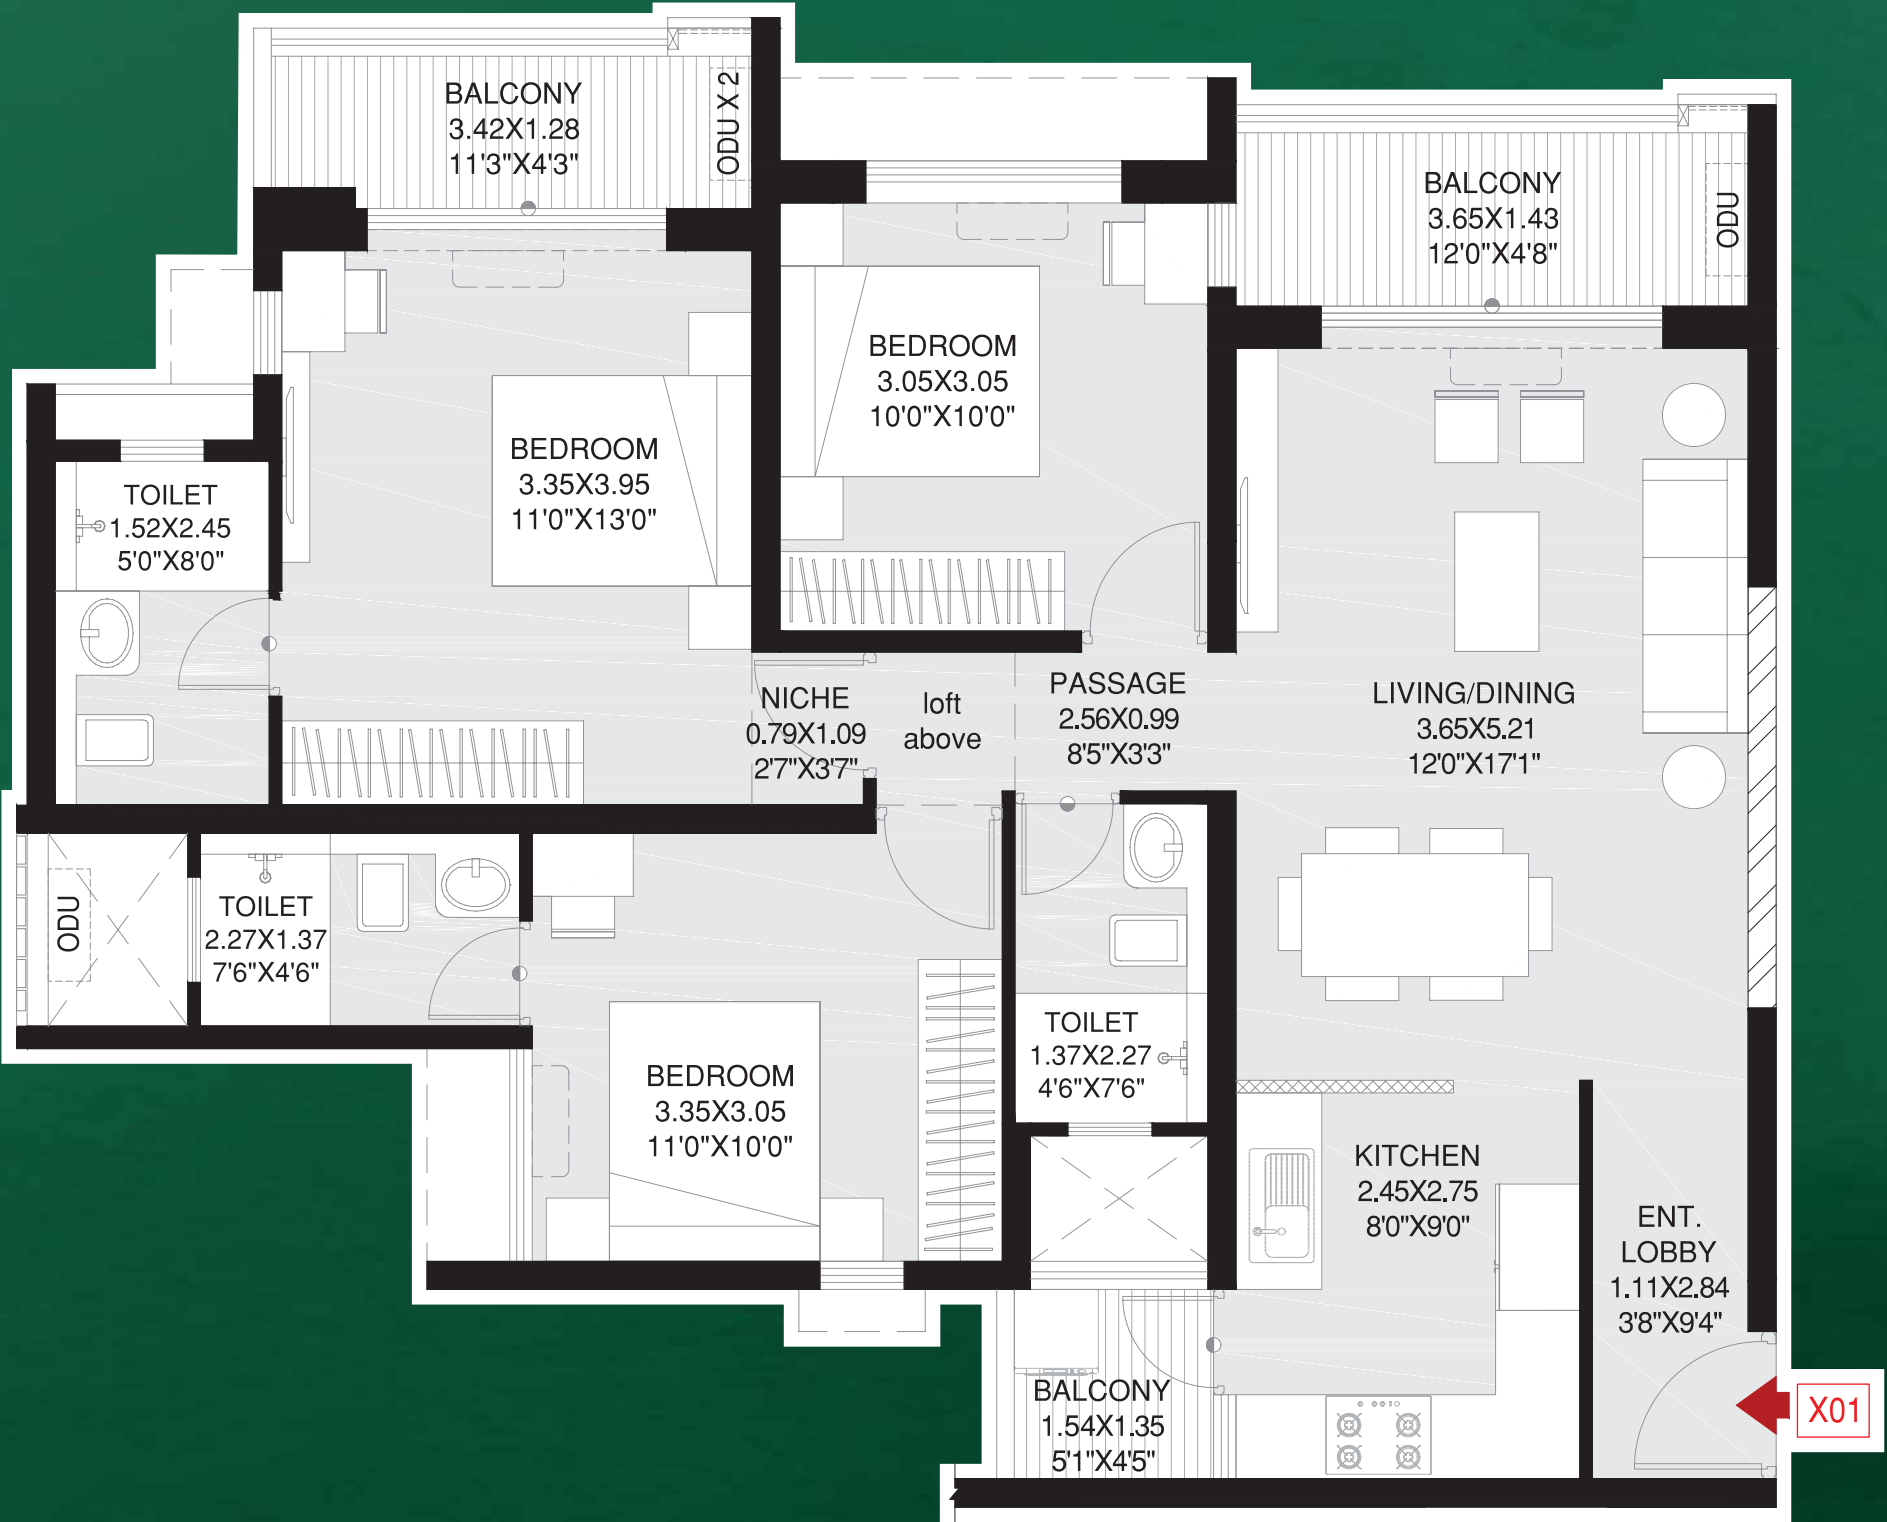 BALCONY
3.42X1.28
11'3"X4'3"
ODU X 2
BALCONY
3.65X1.43
12'0"X4'8"
ODU
BEDROOM
3.05X3.05
10'0"X10'0"
BEDROOM
3.35X3.95
11'0"X13'0"
TOILET
1.52X2.45
5'0"X8'0"
NICHE
0.79X1.09
2'7"X3'7"
loft
above
PASSAGE
2.56X0.99
8'5"X3'3"
LIVING/DINING
3.65X5.21
12'0"X17'1"
ODU
TOILET
2.27X1.37
7'6"X4'6"
TOILET
1.37X2.27
4'6"X7'6"
BEDROOM
3.35X3.05
11'0"X10'0"
KITCHEN
2.45X2.75
8'0"X9'0"
ENT.
LOBBY
1.11X2.84
3'8"X9'4"
BALCONY
1.54X1.35
5'1"X4'5"
X01